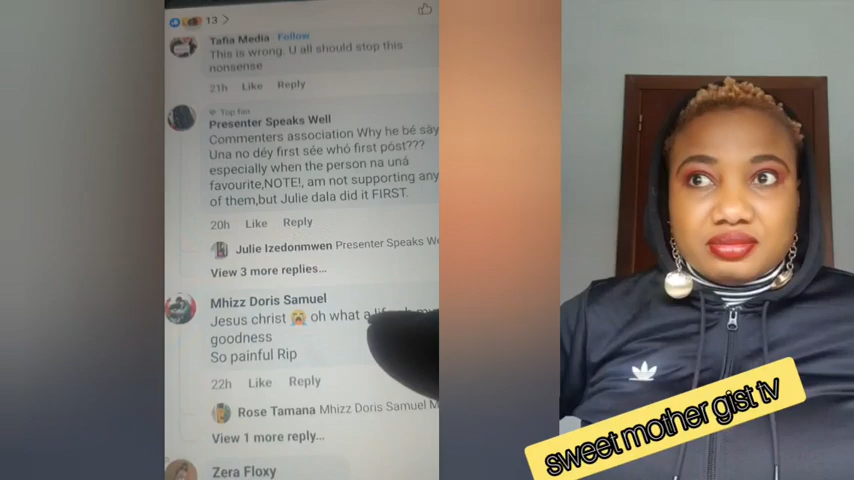 13 >
Tafia Media Follow
This is wrong. U all should stop this
nonsense
21h Like Reply
Top fan
Presenter Speaks Well
Commenters association Why he bé sáy
Una no déy first sée whó first póst???
especially when the person na uná
favourite,NOTE!, am not supporting any
of them,but Julie dala did it FIRST.
20h Like Reply
Julie Izedonmwen Presenter Speaks We
View 3 more replies...
Mhizz Doris Samuel
Jesus christ 😭 oh what a
goodness
So painful Rip
22h Like Reply
Rose Tamana Mhizz Doris Samuel M
View 1 more reply...
Zera Floxy
adidas
sweet mother gist tv